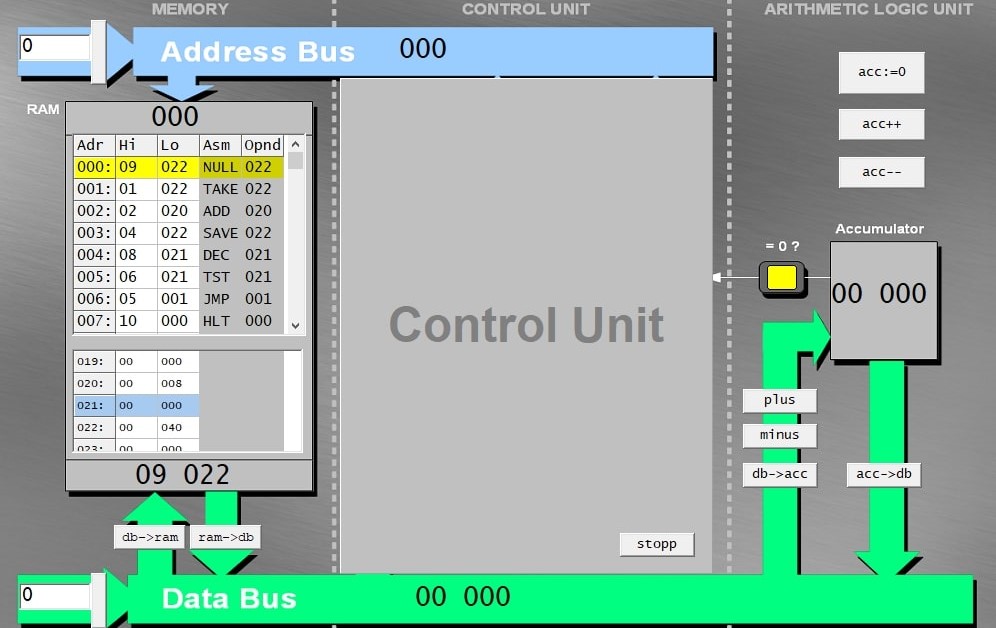 MEMORY CONTROL UNIT ARITHMETIC LOGIC UNIT
0
Address Bus 000
acc:=0
acc++
acc--
RAM
000
Adr Hi Lo Asm Opnd
000: 09 022 NULL 022
001: 01 022 TAKE 022
002: 02 020 ADD 020
003: 04 022 SAVE 022
004: 08 021 DEC 021
005: 06 021 TST 021
006: 05 001 JMP 001
007: 10 000 HLT 000
019: 00 000
020: 00 008
021: 00 000
022: 00 040
023: 00 000
09 022
db->ram ram->db
Control Unit
stopp
= 0 ?
Accumulator
00 000
plus
minus
db->acc acc->db
0
Data Bus 00 000